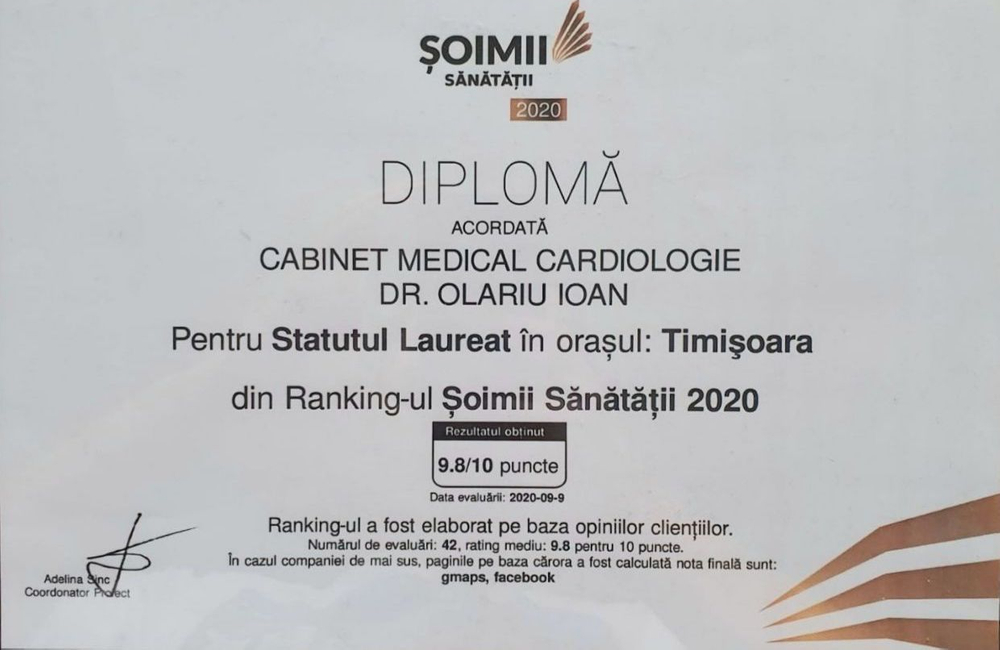 ȘOIMII
SĂNĂTĂȚII
2020
DIPLOMĂ
ACORDATĂ
CABINET MEDICAL CARDIOLOGIE
DR. OLARIU IOAN
Pentru Statutul Laureat în orașul: Timişoara
din Ranking-ul Șoimii Sănătății 2020
Rezultatul obținut
9.8/10 puncte
Data evaluării: 2020-09-9
Ranking-ul a fost elaborat pe baza opiniilor cliențiilor.
Numărul de evaluări: 42, rating mediu: 9.8 pentru 10 puncte.
În cazul companiei de mai sus, paginile pe baza cărora a fost calculată nota finală sunt:
gmaps, facebook
Adelina Sinc
Coordonator Proiect